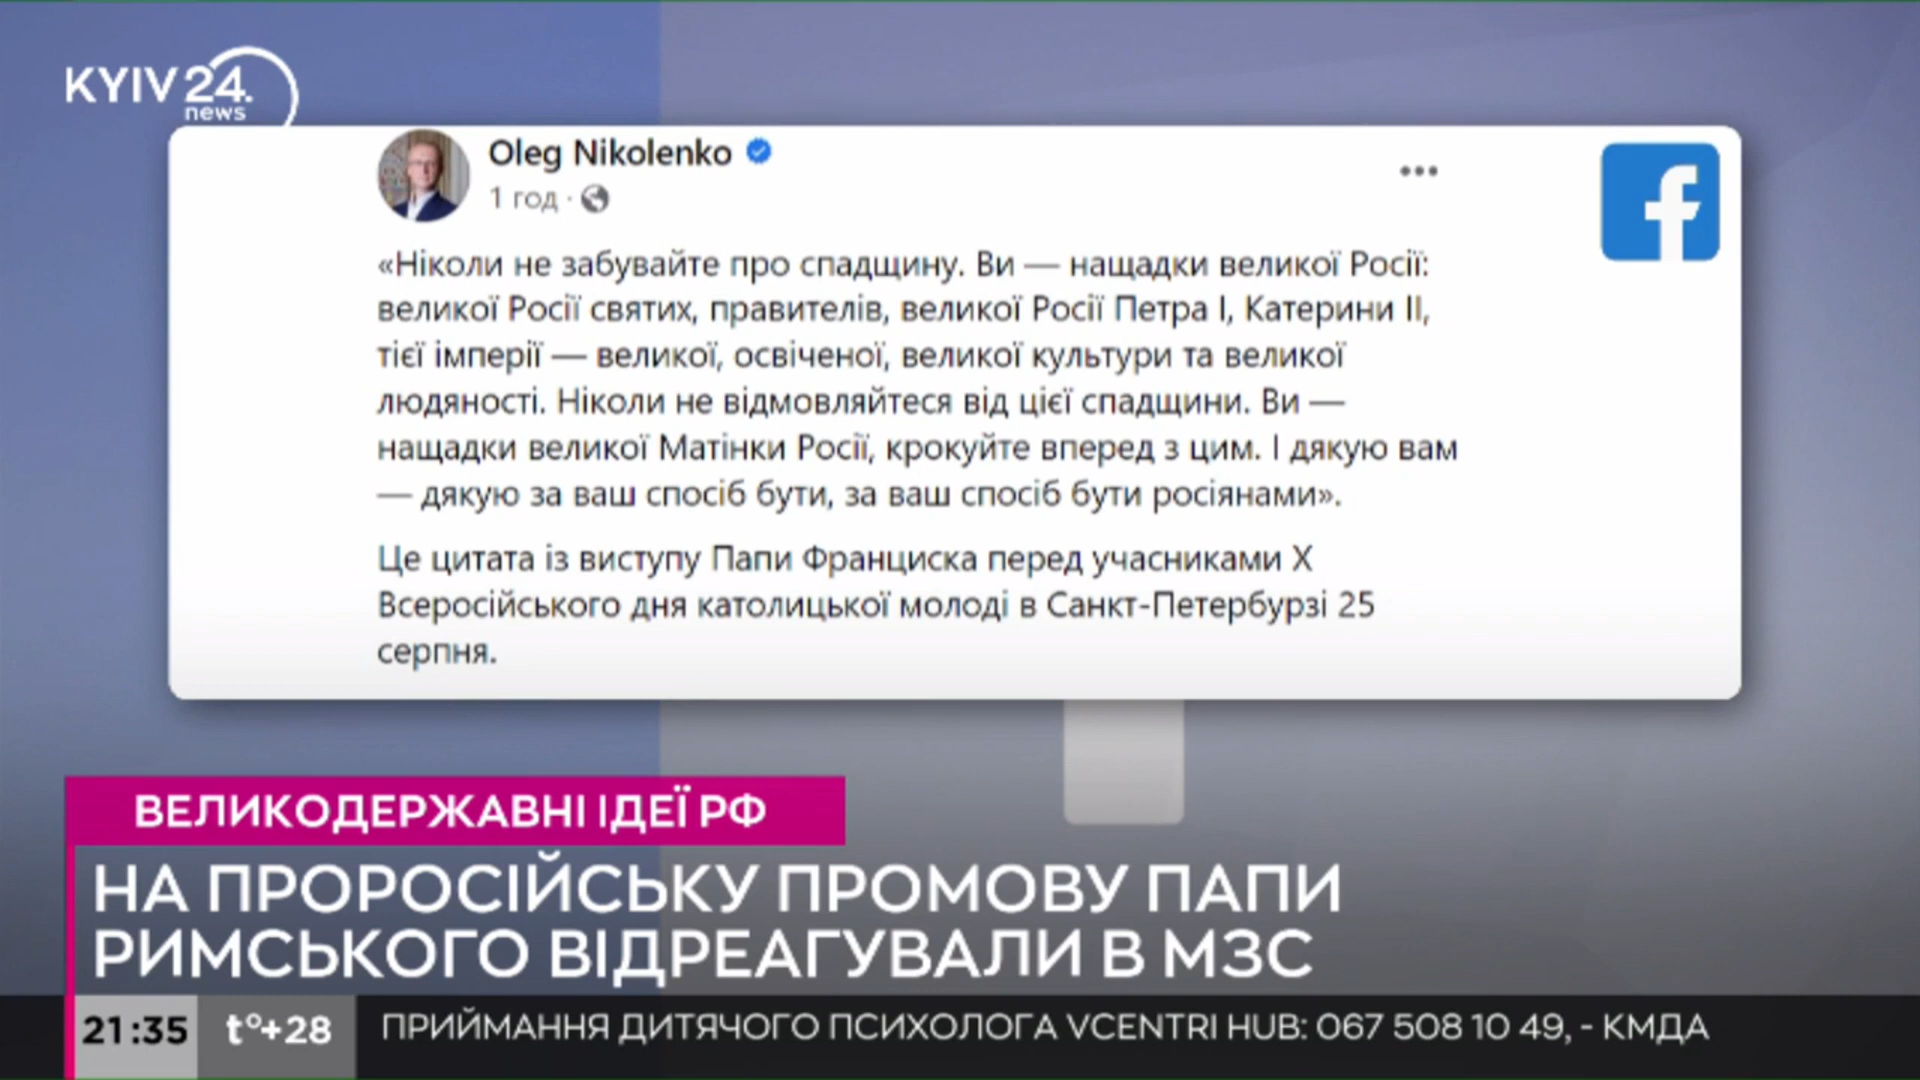 KYIV 24.
news
Oleg Nikolenko
1 год ·
«Ніколи не забувайте про спадщину. Ви — нащадки великої Росії:
великої Росії святих, правителів, великої Росії Петра І, Катерини ІІ,
тієї імперії — великої, освіченої, великої культури та великої
людяності. Ніколи не відмовляйтеся від цієї спадщини. Ви —
нащадки великої Матінки Росії, крокуйте вперед з цим. І дякую вам
— дякую за ваш спосіб бути, за ваш спосіб бути росіянами».
Це цитата із виступу Папи Франциска перед учасниками Х
Всеросійського дня католицької молоді в Санкт-Петербурзі 25
серпня.
ВЕЛИКОДЕРЖАВНІ ІДЕЇ РФ
НА ПРОРОСІЙСЬКУ ПРОМОВУ ПАПИ
РИМСЬКОГО ВІДРЕАГУВАЛИ В МЗС
21:35 t°+28 ПРИЙМАННЯ ДИТЯЧОГО ПСИХОЛОГА VCENTRI HUB: 067 508 10 49, - КМДА